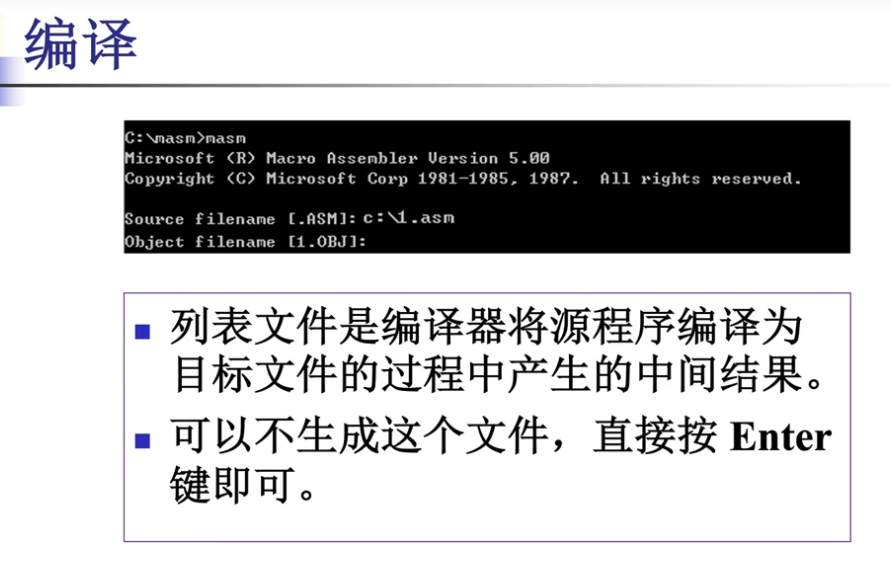 编译
C:\masm>masm
Microsoft (R) Macro Assembler Version 5.00
Copyright (C) Microsoft Corp 1981-1985, 1987.  All rights reserved.
Source filename [.ASM]: c:\1.asm
Object filename [1.OBJ]:
列表文件是编译器将源程序编译为
目标文件的过程中产生的中间结果。
可以不生成这个文件，直接按 Enter
键即可。